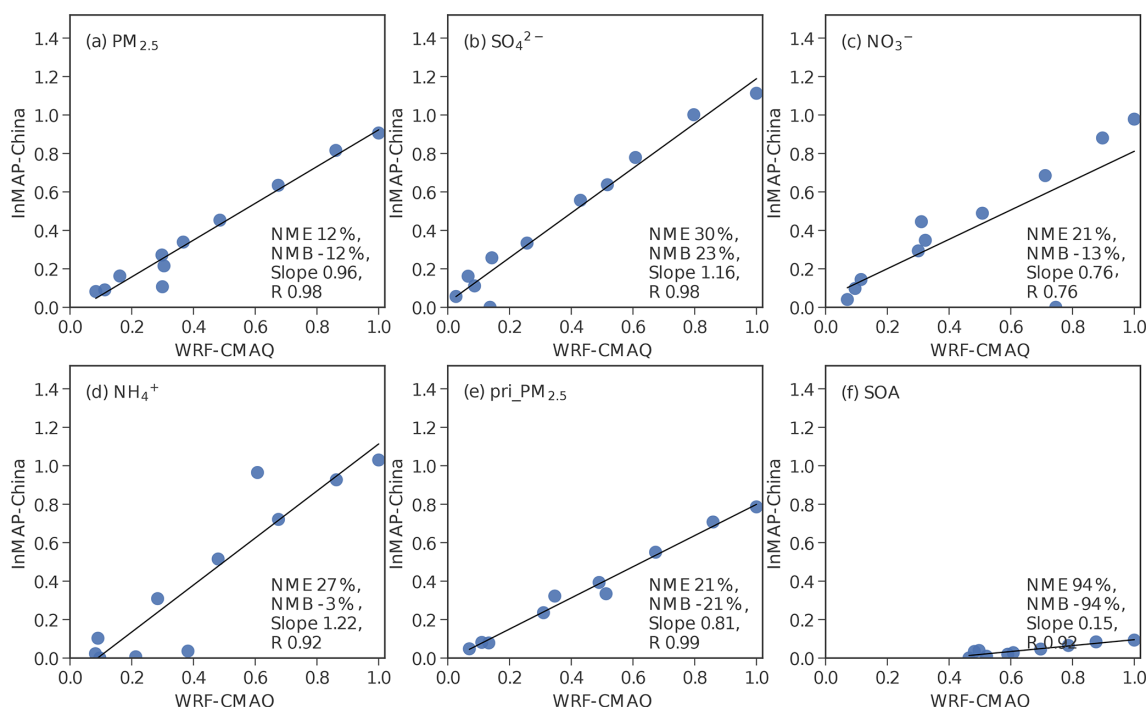 (a) PM2.5
1.4
1.2
1.0
0.8
0.6
0.4
0.2
0.0
InMAP-China
NME 12%,
NMB -12%,
Slope 0.96,
R 0.98
0.0 0.2 0.4 0.6 0.8 1.0
WRF-CMAQ
(b) SO4 2−
1.4
1.2
1.0
0.8
0.6
0.4
0.2
0.0
InMAP-China
NME 30%,
NMB 23%,
Slope 1.16,
R 0.98
0.0 0.2 0.4 0.6 0.8 1.0
WRF-CMAQ
(c) NO3−
1.4
1.2
1.0
0.8
0.6
0.4
0.2
0.0
InMAP-China
NME 21%,
NMB -13%,
Slope 0.76,
R 0.76
0.0 0.2 0.4 0.6 0.8 1.0
WRF-CMAQ
(d) NH4+
1.4
1.2
1.0
0.8
0.6
0.4
0.2
0.0
InMAP-China
NME 27%,
NMB -3%,
Slope 1.22,
R 0.92
0.0 0.2 0.4 0.6 0.8 1.0
WRF-CMAQ
(e) pri_PM2.5
1.4
1.2
1.0
0.8
0.6
0.4
0.2
0.0
InMAP-China
NME 21%,
NMB -21%,
Slope 0.81,
R 0.99
0.0 0.2 0.4 0.6 0.8 1.0
WRF-CMAQ
(f) SOA
1.4
1.2
1.0
0.8
0.6
0.4
0.2
0.0
InMAP-China
NME 94%,
NMB -94%,
Slope 0.15,
R 0.92
0.0 0.2 0.4 0.6 0.8 1.0
WRF-CMAQ